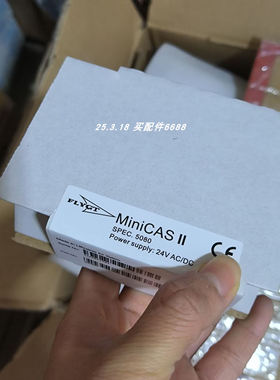 25.3.18 买配件6688
FLYGT
MiniCAS II
SPEC. 5080
Power supply: 24V AC/DC
CE